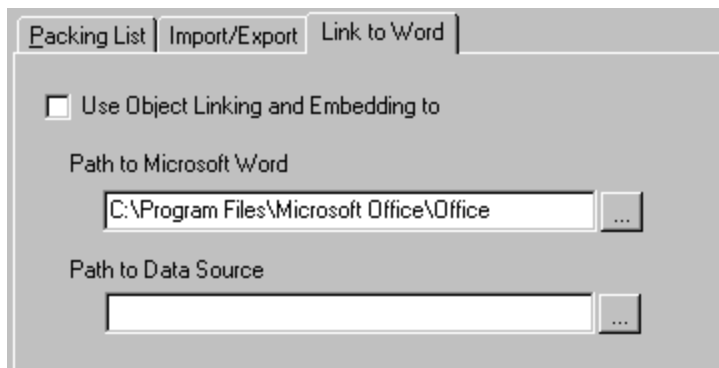 Packing List Import/Export Link to Word
Use Object Linking and Embedding to
Path to Microsoft Word
C:\Program Files\Microsoft Office\Office ...
Path to Data Source
...